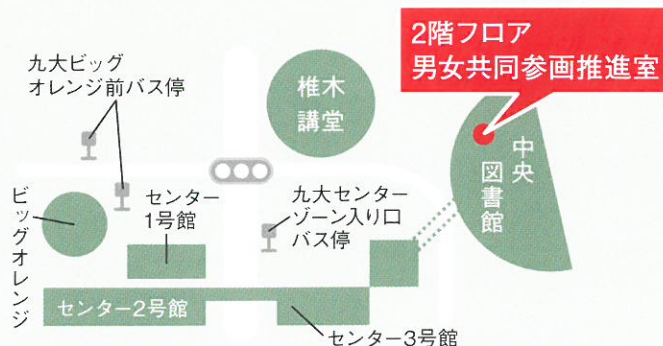 2階フロア
男女共同参画推進室
九大ビッグ
オレンジ前バス停
椎木
講堂
中央
図書館
ビッグオレンジ
センター
1号館
九大センター
ゾーン入り口
バス停
センター2号館
センター3号館